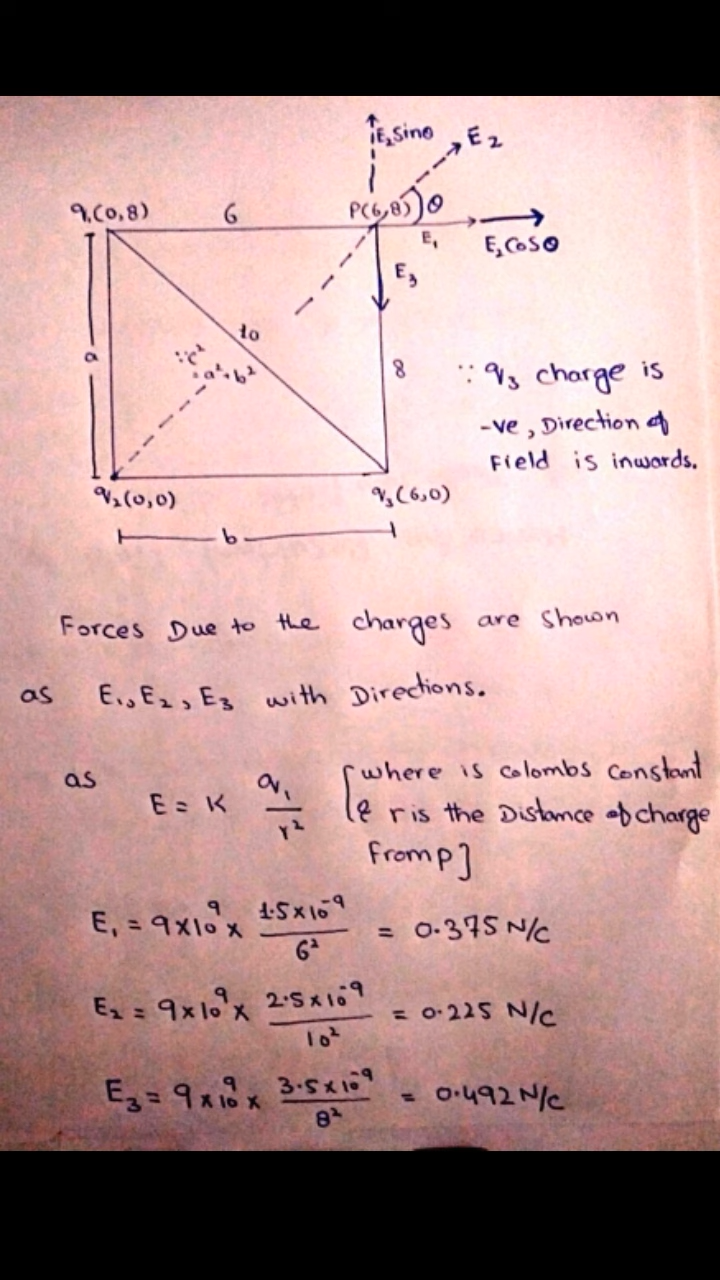 E₂Sinθ
E₂
q₁(0,8)
6
P(6,8)
θ
E₁
E₂Cosθ
E₃
10
a
∵c²
=a²+b²
8
∵ q₃ charge is
-ve, Direction of
Field is inwards.
q₂(0,0)
q₃(6,0)
b
Forces Due to the charges are shown
as E₁, E₂, E₃ with Directions.
as E = K q₁/r² [where is colombs constant
& r is the Distance of charge
From P]
E₁ = 9×10⁹ × 1.5×10⁻⁹/6² = 0.375 N/C
E₂ = 9×10⁹ × 2.5×10⁻⁹/10² = 0.225 N/C
E₃ = 9×10⁹ × 3.5×10⁻⁹/8² = 0.492 N/C